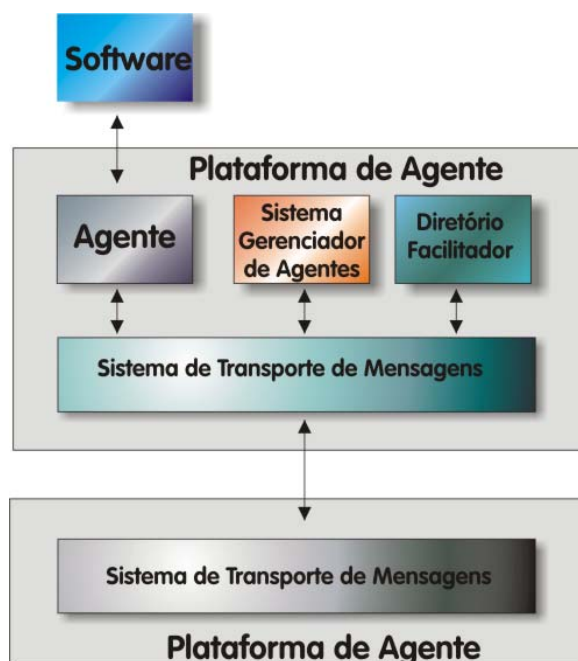 Software
Plataforma de Agente
Agente
Sistema
Gerenciador
de Agentes
Diretório
Facilitador
Sistema de Transporte de Mensagens
Sistema de Transporte de Mensagens
Plataforma de Agente